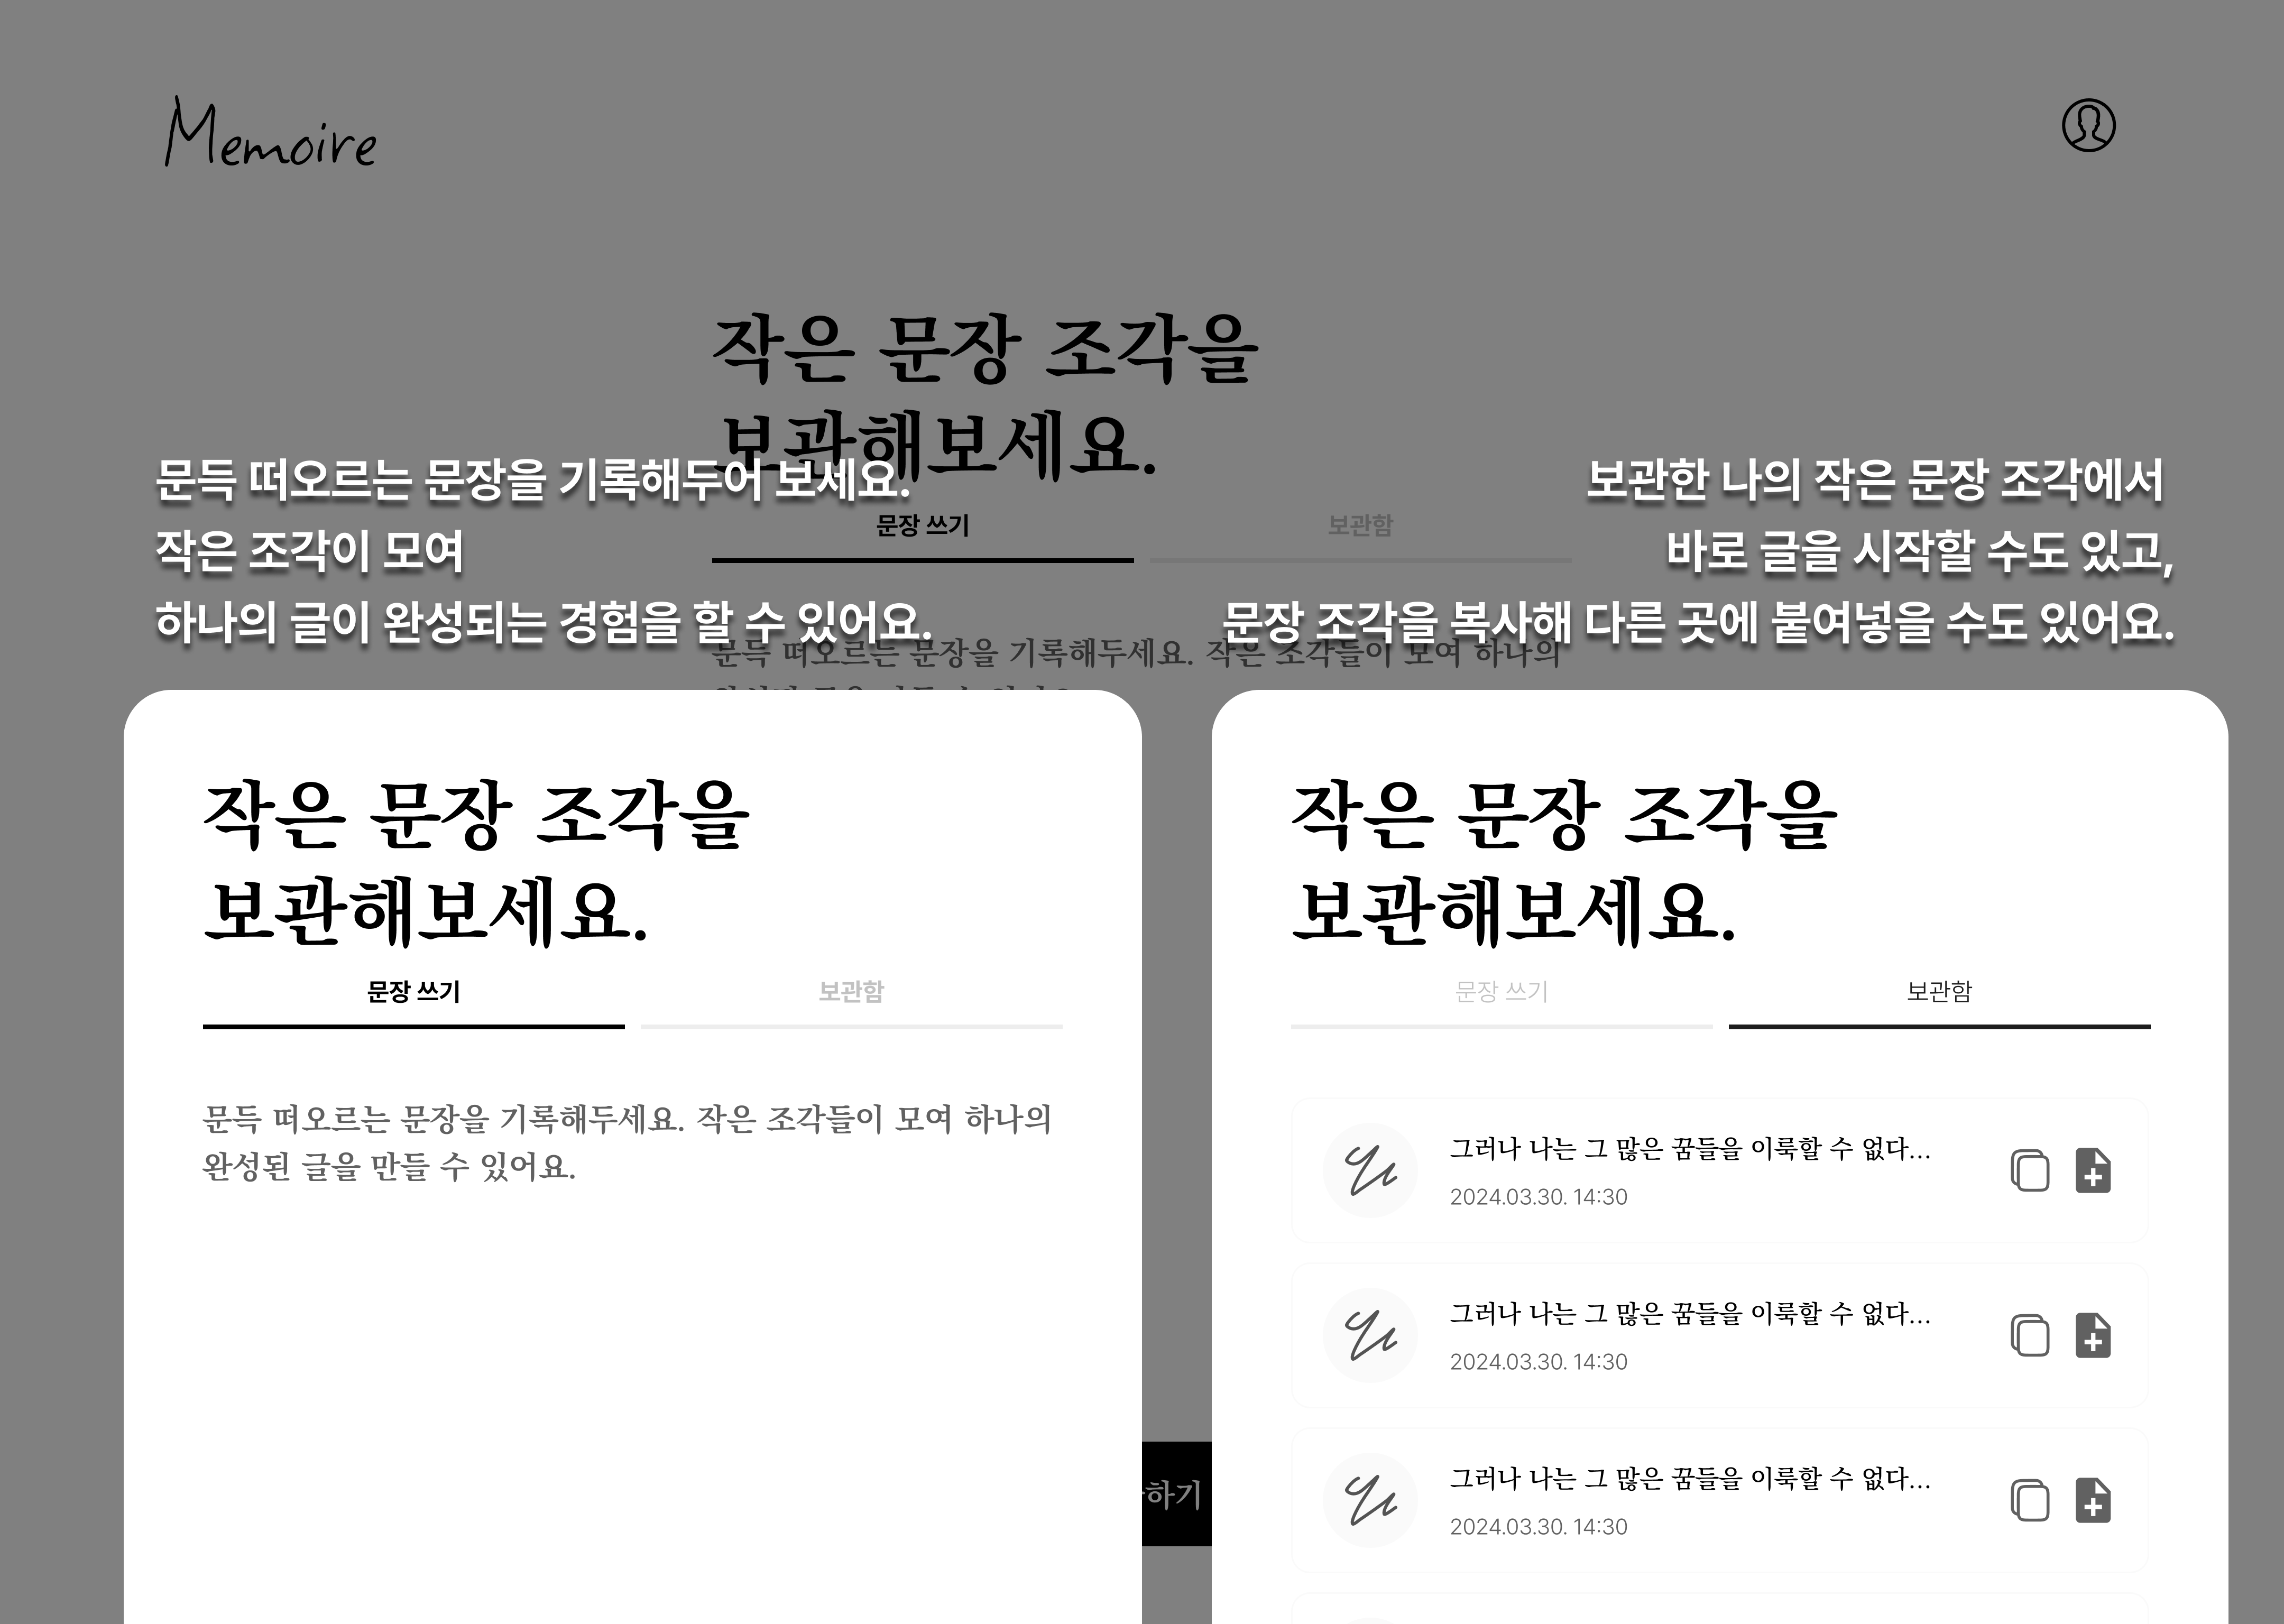 Memoire
작은 문장 조각을
보관해보세요.
문득 떠오르는 문장을 기록해두어 보세요.
작은 조각이 모여
하나의 글이 완성되는 경험을 할 수 있어요.
보관한 나의 작은 문장 조각에서
바로 글을 시작할 수도 있고,
문장 조각을 복사해 다른 곳에 붙여넣을 수도 있어요.
문장 쓰기
보관함
문득 떠오르는 문장을 기록해두세요. 작은 조각들이 모여 하나의
작은 문장 조각을
보관해보세요.
문장 쓰기
보관함
문득 떠오르는 문장을 기록해두세요. 작은 조각들이 모여 하나의
완성된 글을 만들 수 있어요.
하기
작은 문장 조각을
보관해보세요.
문장 쓰기
보관함
그러나 나는 그 많은 꿈들을 이룩할 수 없다...
2024.03.30. 14:30
그러나 나는 그 많은 꿈들을 이룩할 수 없다...
2024.03.30. 14:30
그러나 나는 그 많은 꿈들을 이룩할 수 없다...
2024.03.30. 14:30